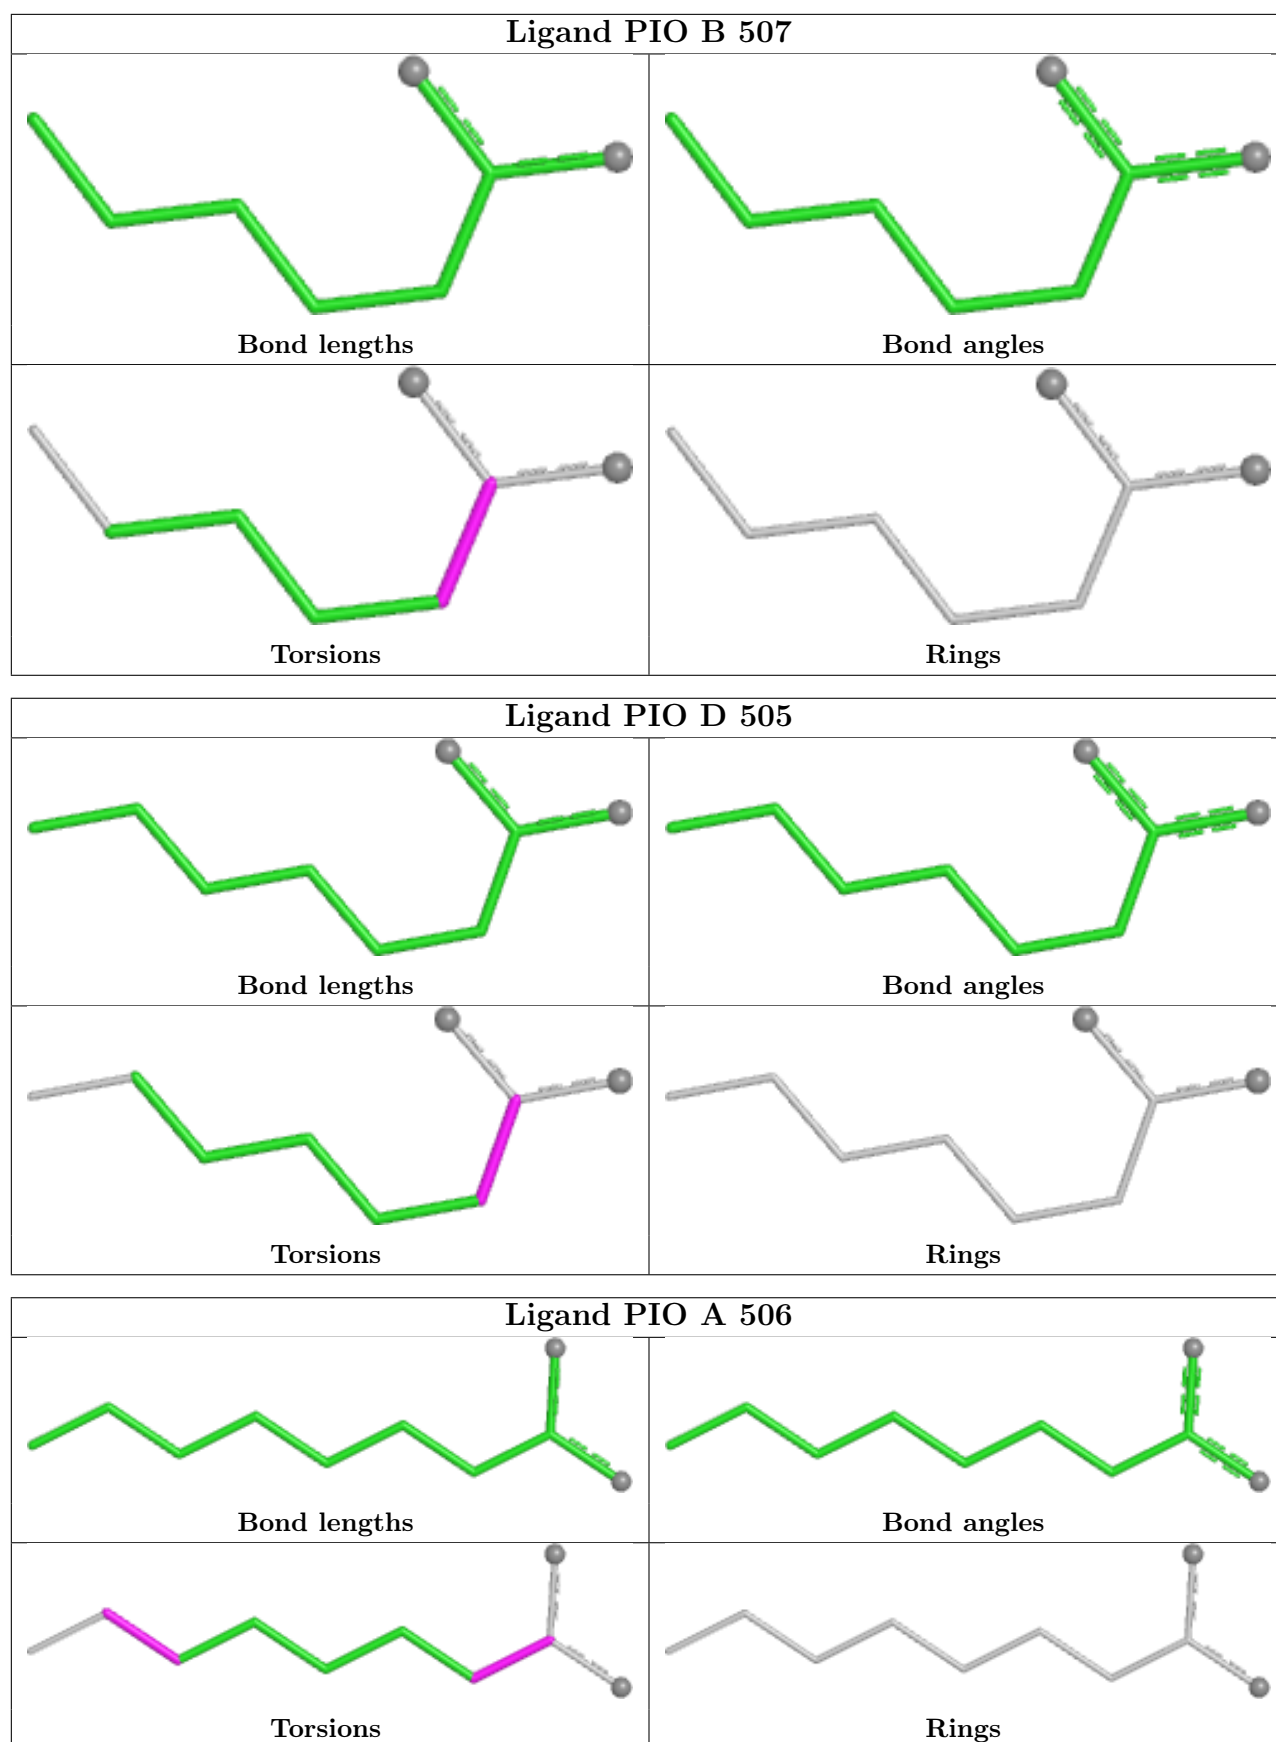 Ligand PIO B 507
Bond lengths
Bond angles
Torsions
Rings
Ligand PIO D 505
Bond lengths
Bond angles
Torsions
Rings
Ligand PIO A 506
Bond lengths
Bond angles
Torsions
Rings